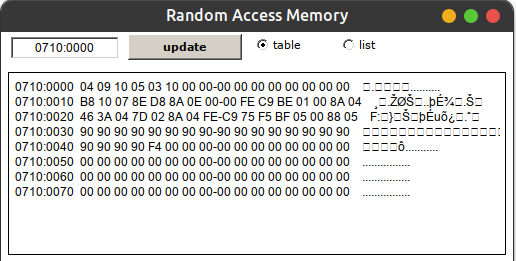 Random Access Memory
0710:0000 update table list
0710:0000 04 09 10 05 03 10 00 00-00 00 00 00 00 00 00 00 □.□□□□..........
0710:0010 B8 10 07 8E D8 8A 0E 00-00 FE C9 BE 01 00 8A 04 ¸□.ŽØŠ□..þÉ¾□.Š□
0710:0020 46 3A 04 7D 02 8A 04 FE-C9 75 F5 BF 05 00 88 05 F:□}□Š□þÉuõ¿□.ˆ□
0710:0030 90 90 90 90 90 90 90 90-90 90 90 90 90 90 90 90 □□□□□□□□□□□□□□□□
0710:0040 90 90 90 90 F4 00 00 00-00 00 00 00 00 00 00 00 □□□□ô...........
0710:0050 00 00 00 00 00 00 00 00-00 00 00 00 00 00 00 00 ................
0710:0060 00 00 00 00 00 00 00 00-00 00 00 00 00 00 00 00 ................
0710:0070 00 00 00 00 00 00 00 00-00 00 00 00 00 00 00 00 ................